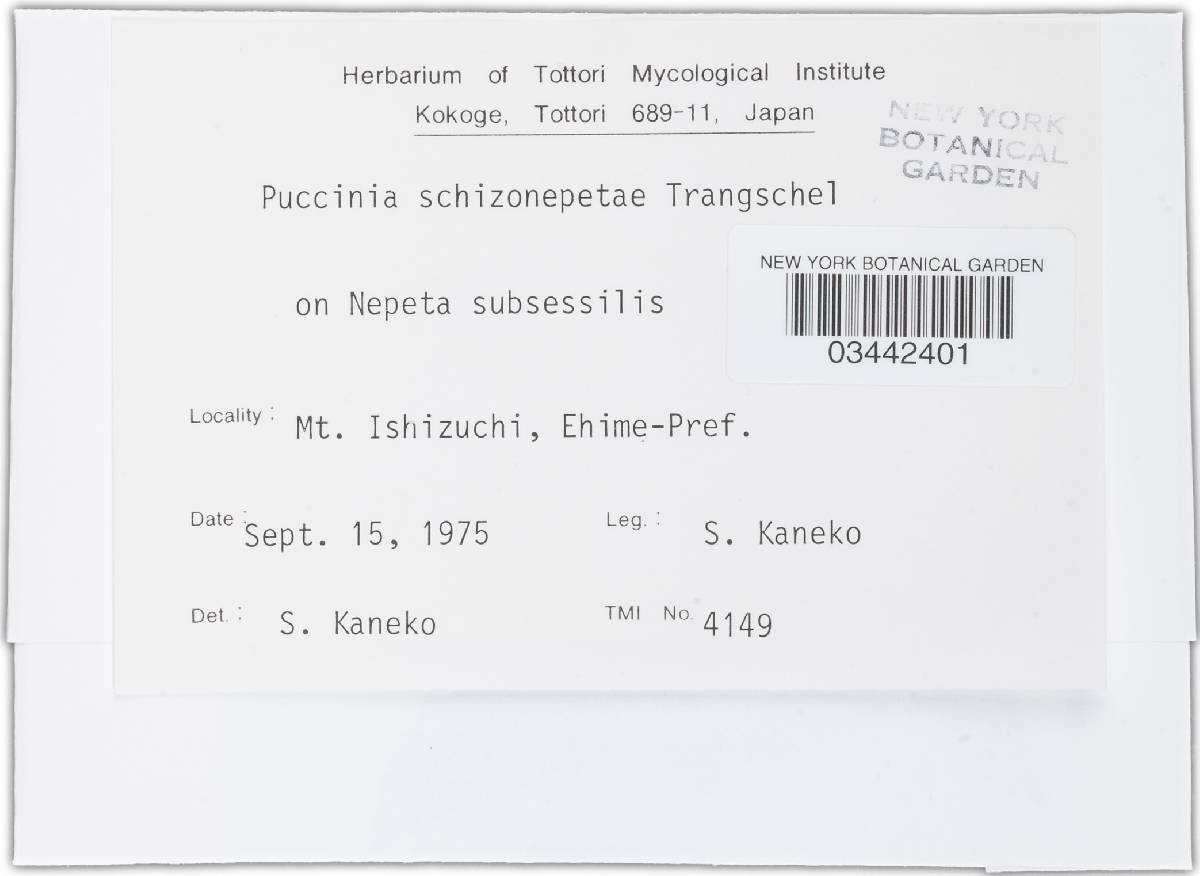 Herbarium of Tottori Mycological Institute
Kokoge, Tottori 689-11, Japan
NEW YORK
BOTANICAL
GARDEN
Puccinia schizonepetae Trangschel
NEW YORK BOTANICAL GARDEN
03442401
on Nepeta subsessilis
Locality: Mt. Ishizuchi, Ehime-Pref.
Date: Sept. 15, 1975 Leg.: S. Kaneko
Det.: S. Kaneko TMI No. 4149